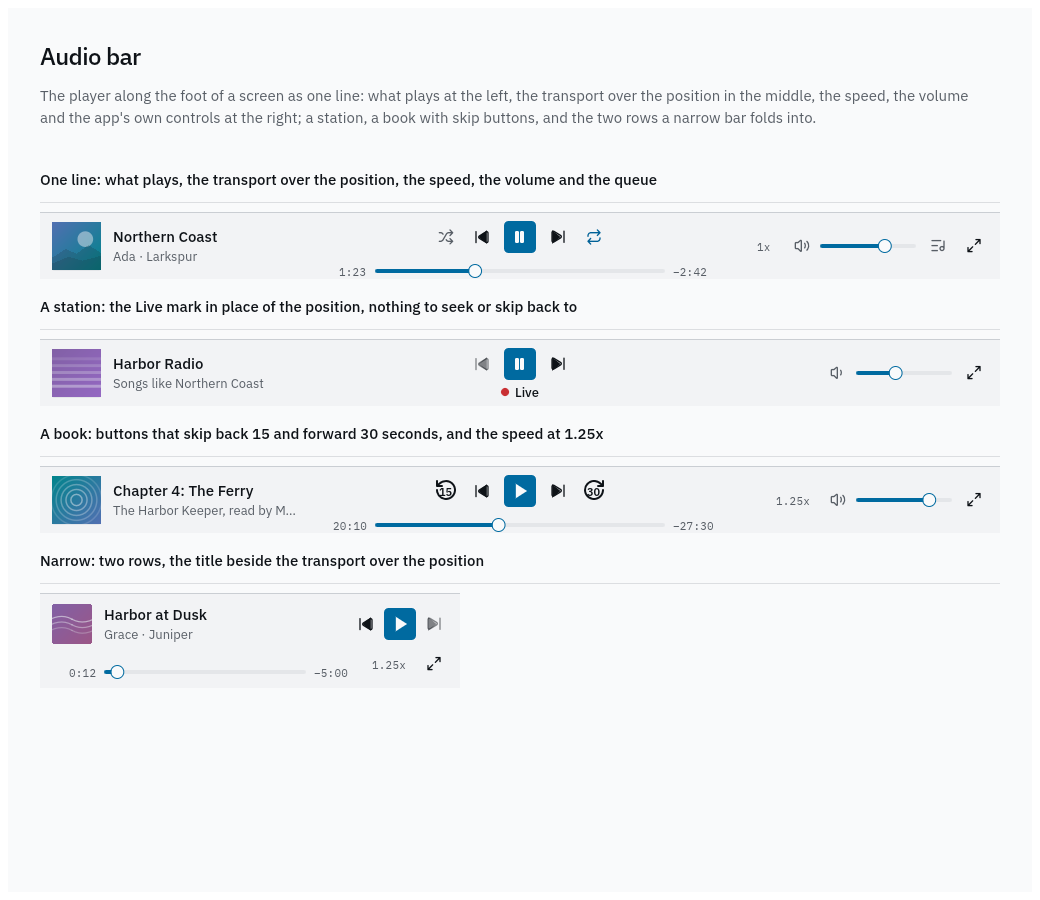 Audio bar
The player along the foot of a screen as one line: what plays at the left, the transport over the position in the middle, the speed, the volume
and the app's own controls at the right; a station, a book with skip buttons, and the two rows a narrow bar folds into.
One line: what plays, the transport over the position, the speed, the volume and the queue
Northern Coast
Ada · Larkspur
1:23
−2:42
1x
A station: the Live mark in place of the position, nothing to seek or skip back to
Harbor Radio
Songs like Northern Coast
Live
A book: buttons that skip back 15 and forward 30 seconds, and the speed at 1.25x
Chapter 4: The Ferry
The Harbor Keeper, read by M…
15
30
20:10
−27:30
1.25x
Narrow: two rows, the title beside the transport over the position
Harbor at Dusk
Grace · Juniper
0:12
−5:00
1.25x